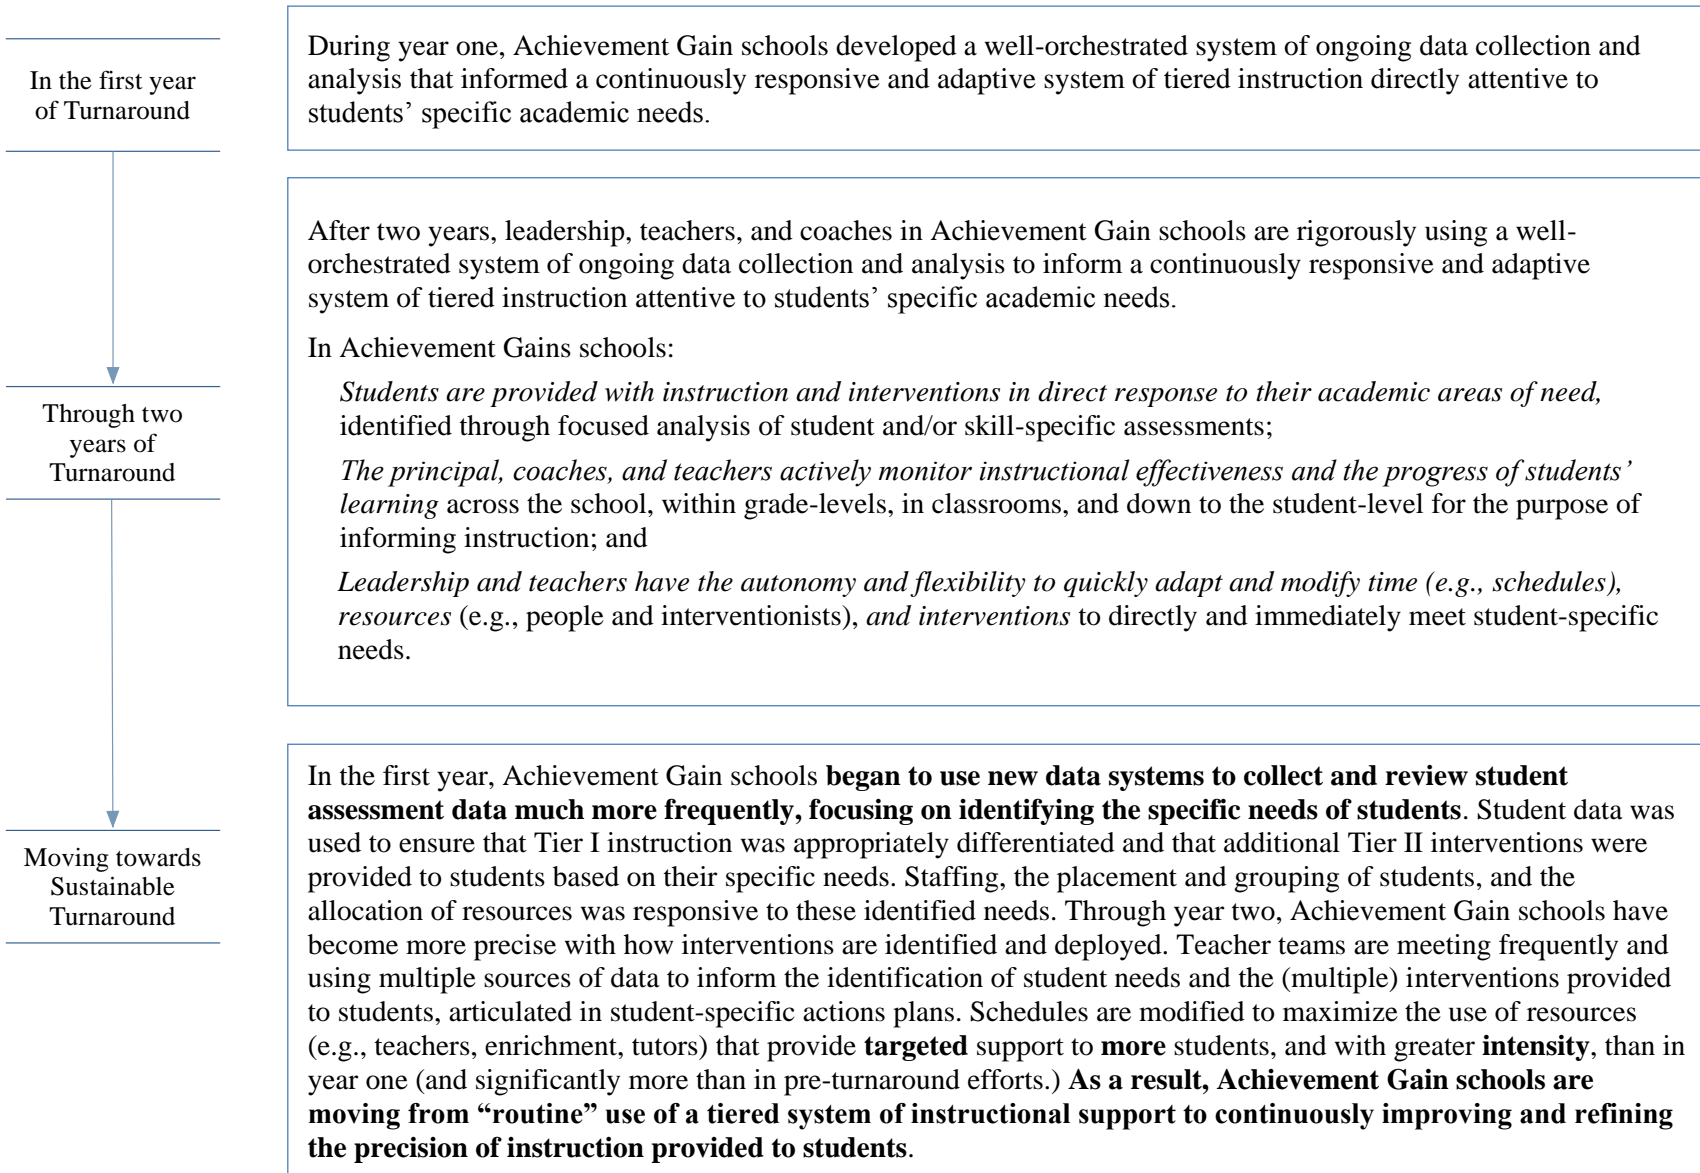 In the first year
of Turnaround
During year one, Achievement Gain schools developed a well-orchestrated system of ongoing data collection and
analysis that informed a continuously responsive and adaptive system of tiered instruction directly attentive to
students’ specific academic needs.
Through two
years of
Turnaround
After two years, leadership, teachers, and coaches in Achievement Gain schools are rigorously using a well-
orchestrated system of ongoing data collection and analysis to inform a continuously responsive and adaptive
system of tiered instruction attentive to students’ specific academic needs.
In Achievement Gains schools:
Students are provided with instruction and interventions in direct response to their academic areas of need,
identified through focused analysis of student and/or skill-specific assessments;
The principal, coaches, and teachers actively monitor instructional effectiveness and the progress of students’
learning across the school, within grade-levels, in classrooms, and down to the student-level for the purpose of
informing instruction; and
Leadership and teachers have the autonomy and flexibility to quickly adapt and modify time (e.g., schedules),
resources (e.g., people and interventionists), and interventions to directly and immediately meet student-specific
needs.
Moving towards
Sustainable
Turnaround
In the first year, Achievement Gain schools began to use new data systems to collect and review student
assessment data much more frequently, focusing on identifying the specific needs of students. Student data was
used to ensure that Tier I instruction was appropriately differentiated and that additional Tier II interventions were
provided to students based on their specific needs. Staffing, the placement and grouping of students, and the
allocation of resources was responsive to these identified needs. Through year two, Achievement Gain schools have
become more precise with how interventions are identified and deployed. Teacher teams are meeting frequently and
using multiple sources of data to inform the identification of student needs and the (multiple) interventions provided
to students, articulated in student-specific actions plans. Schedules are modified to maximize the use of resources
(e.g., teachers, enrichment, tutors) that provide targeted support to more students, and with greater intensity, than in
year one (and significantly more than in pre-turnaround efforts.) As a result, Achievement Gain schools are
moving from “routine” use of a tiered system of instructional support to continuously improving and refining
the precision of instruction provided to students.